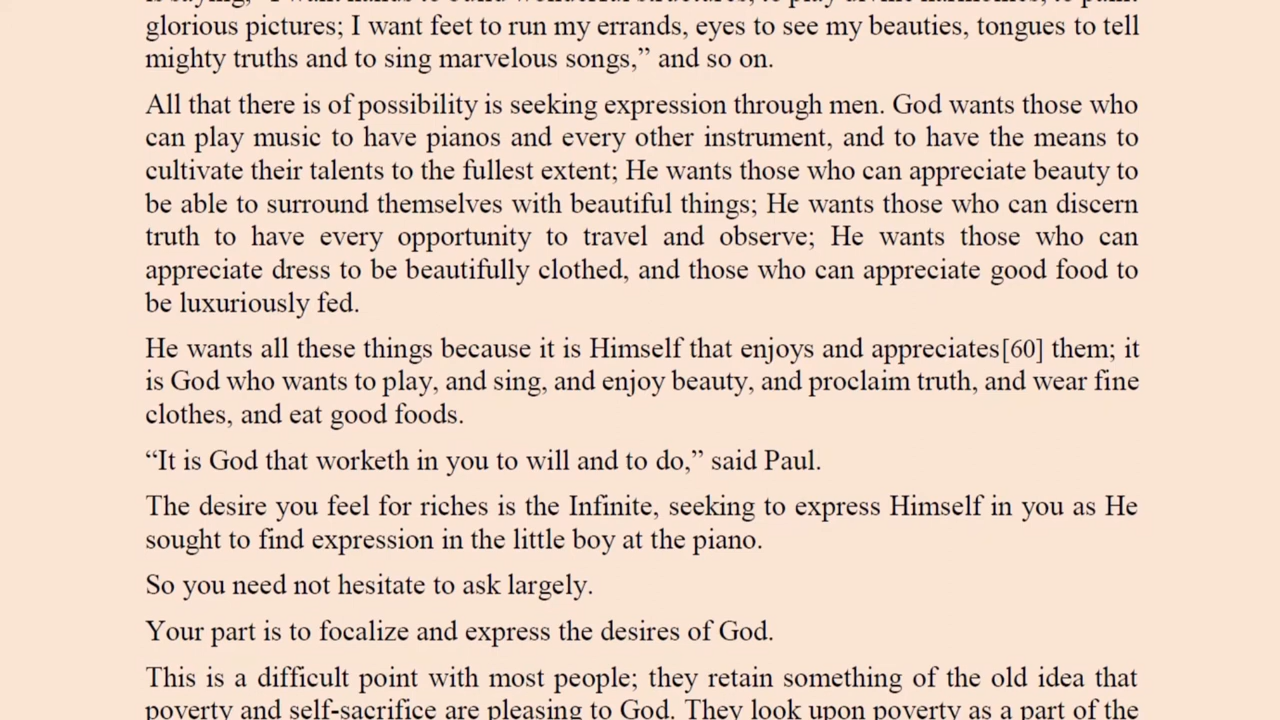 glorious pictures; I want feet to run my errands, eyes to see my beauties, tongues to tell
mighty truths and to sing marvelous songs,” and so on.
All that there is of possibility is seeking expression through men. God wants those who
can play music to have pianos and every other instrument, and to have the means to
cultivate their talents to the fullest extent; He wants those who can appreciate beauty to
be able to surround themselves with beautiful things; He wants those who can discern
truth to have every opportunity to travel and observe; He wants those who can
appreciate dress to be beautifully clothed, and those who can appreciate good food to
be luxuriously fed.
He wants all these things because it is Himself that enjoys and appreciates[60] them; it
is God who wants to play, and sing, and enjoy beauty, and proclaim truth, and wear fine
clothes, and eat good foods.
“It is God that worketh in you to will and to do,” said Paul.
The desire you feel for riches is the Infinite, seeking to express Himself in you as He
sought to find expression in the little boy at the piano.
So you need not hesitate to ask largely.
Your part is to focalize and express the desires of God.
This is a difficult point with most people; they retain something of the old idea that
poverty and self-sacrifice are pleasing to God. They look upon poverty as a part of the